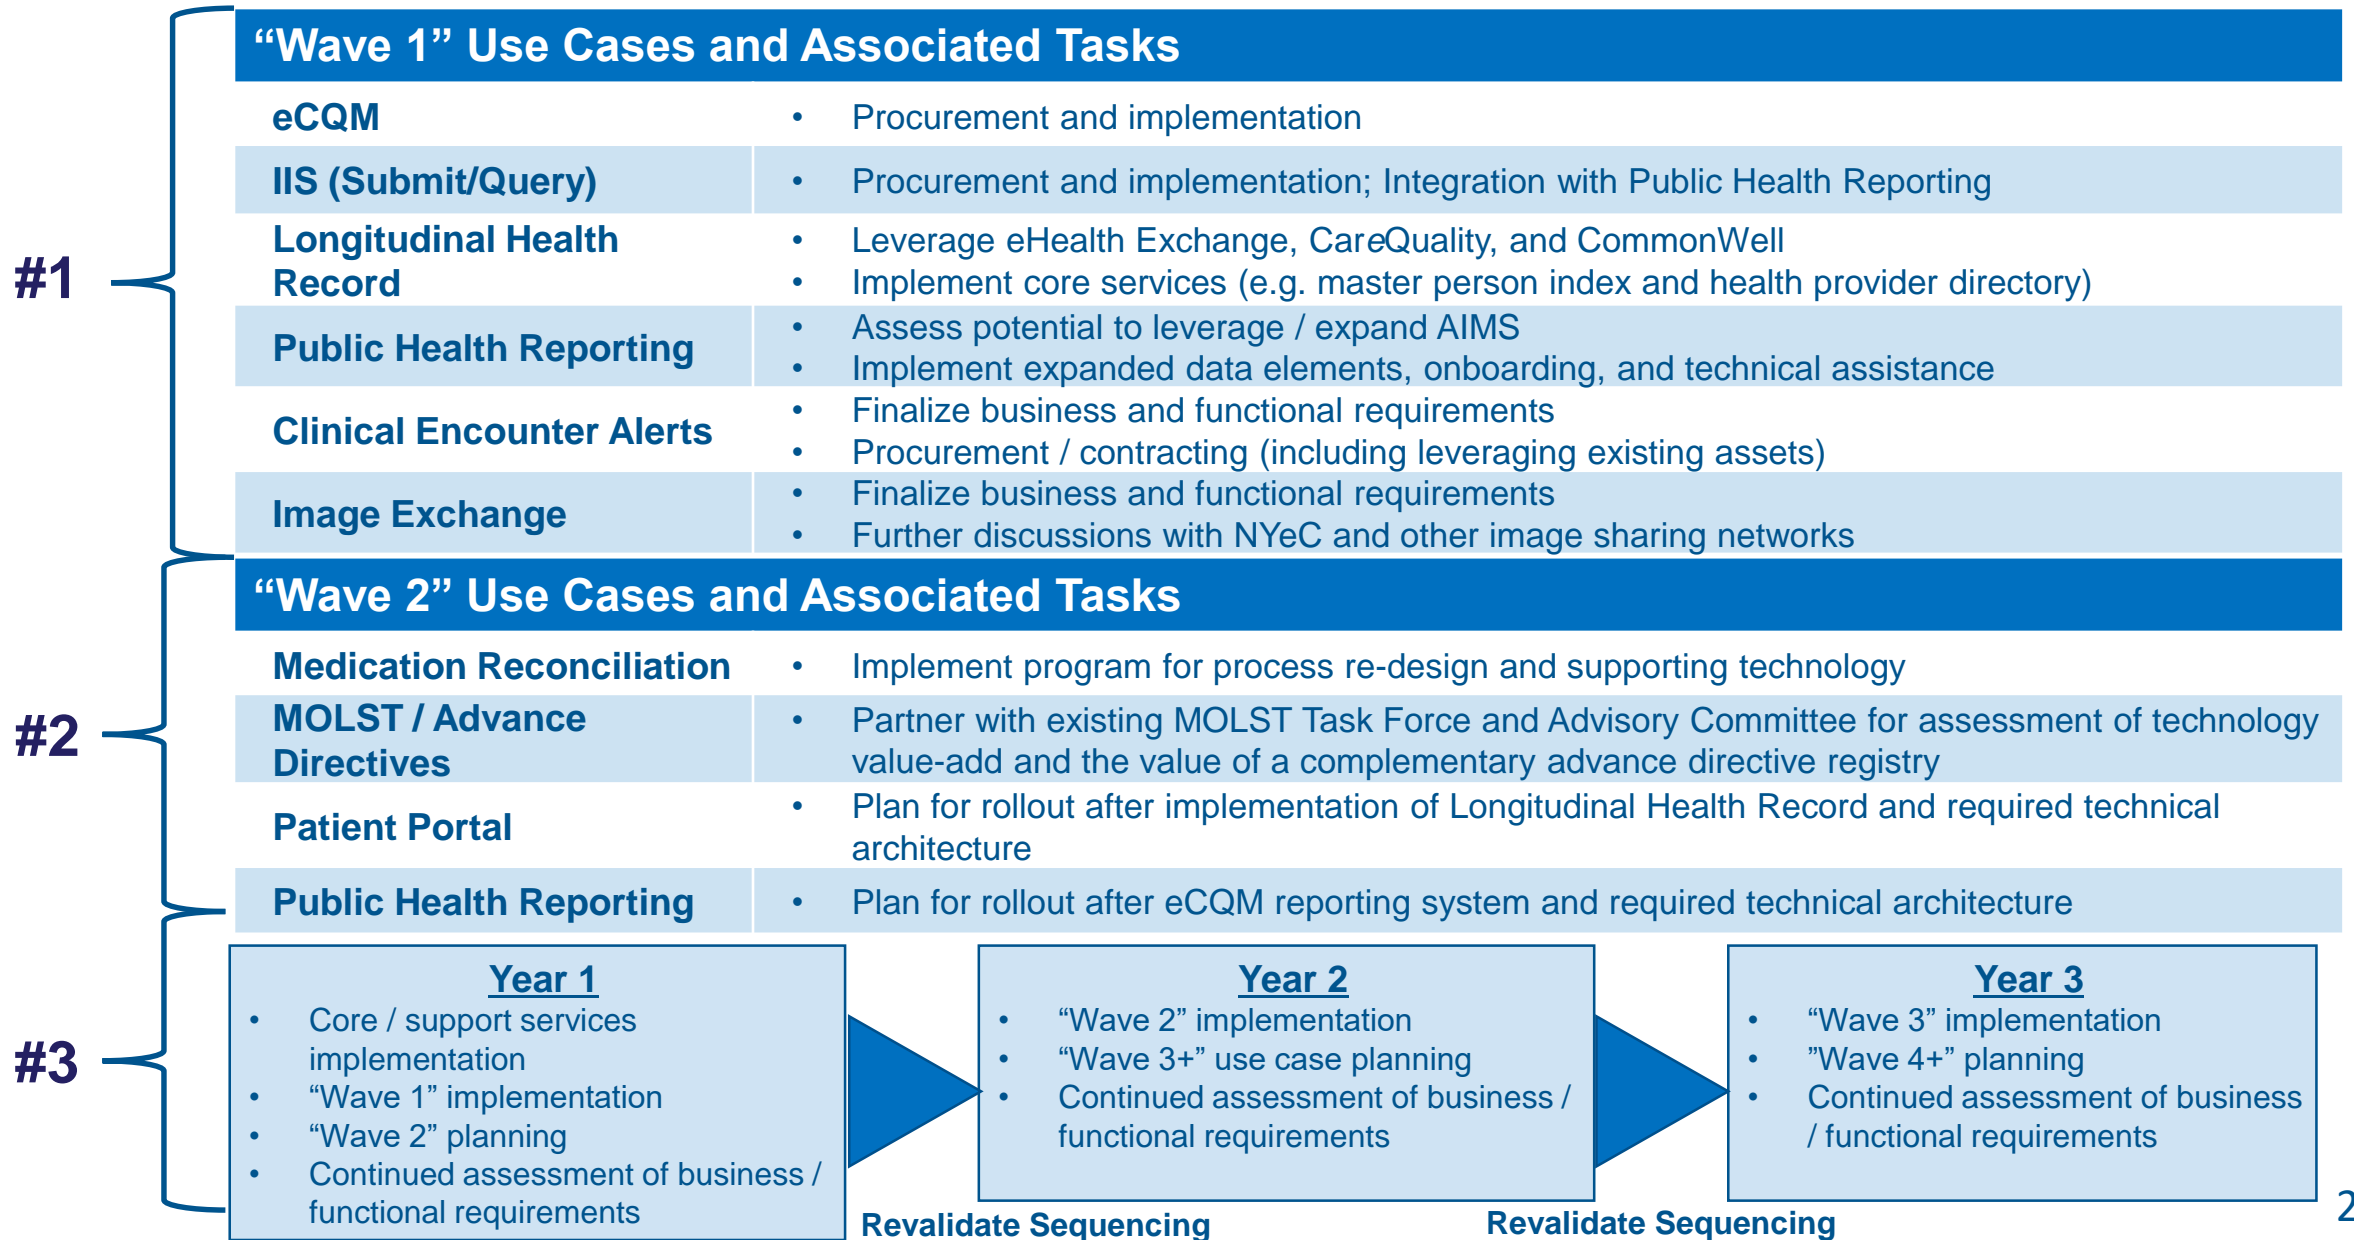 #1
“Wave 1” Use Cases and Associated Tasks
eCQM
• Procurement and implementation
IIS (Submit/Query)
• Procurement and implementation; Integration with Public Health Reporting
Longitudinal Health
Record
• Leverage eHealth Exchange, CareQuality, and CommonWell
• Implement core services (e.g. master person index and health provider directory)
Public Health Reporting
• Assess potential to leverage / expand AIMS
• Implement expanded data elements, onboarding, and technical assistance
Clinical Encounter Alerts
• Finalize business and functional requirements
• Procurement / contracting (including leveraging existing assets)
Image Exchange
• Finalize business and functional requirements
• Further discussions with NYeC and other image sharing networks
#2
“Wave 2” Use Cases and Associated Tasks
Medication Reconciliation
• Implement program for process re-design and supporting technology
MOLST / Advance
Directives
• Partner with existing MOLST Task Force and Advisory Committee for assessment of technology
value-add and the value of a complementary advance directive registry
Patient Portal
• Plan for rollout after implementation of Longitudinal Health Record and required technical
architecture
Public Health Reporting
• Plan for rollout after eCQM reporting system and required technical architecture
#3
Year 1
• Core / support services
implementation
• “Wave 1” implementation
• “Wave 2” planning
• Continued assessment of business /
functional requirements
Revalidate Sequencing
Year 2
• “Wave 2” implementation
• “Wave 3+” use case planning
• Continued assessment of business /
functional requirements
Revalidate Sequencing
Year 3
• “Wave 3” implementation
• ”Wave 4+” planning
• Continued assessment of business
/ functional requirements
2